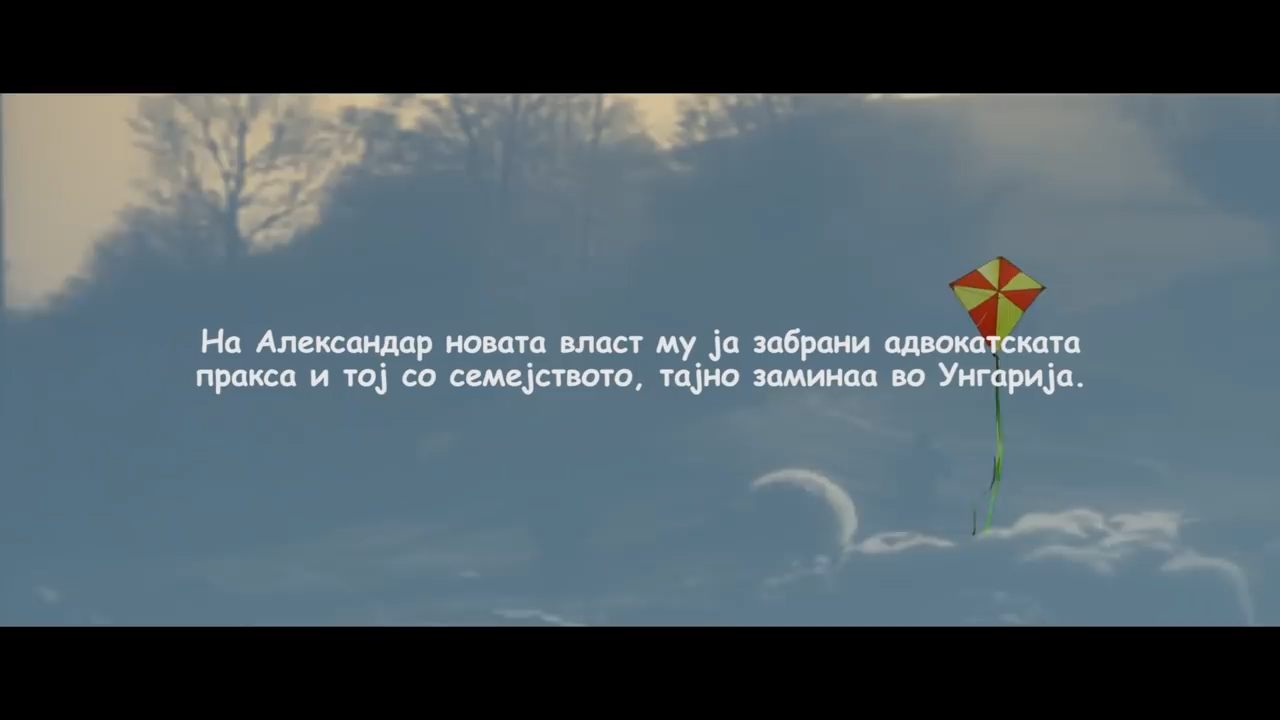 На Александар новата власт му ја забрани адвокатската
пракса и тој со семејството, тајно заминаа во Унгарија.